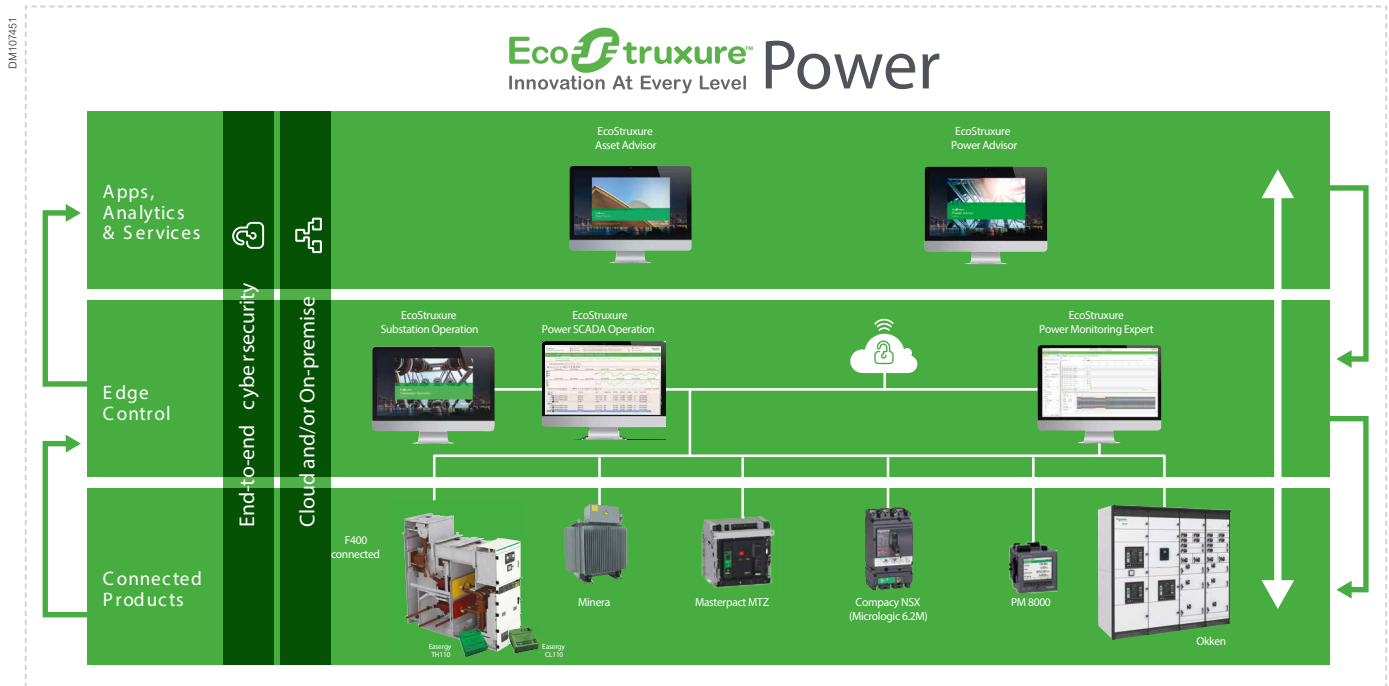 DM107451
EcoStruxure™ Power
Innovation At Every Level
Apps,
Analytics
& Services
End-to-end cybersecurity
Cloud and/or On-premise
EcoStruxure
Asset Advisor
EcoStruxure
Power Advisor
Edge
Control
EcoStruxure
Substation Operation
EcoStruxure
Power SCADA Operation
EcoStruxure
Power Monitoring Expert
Connected
Products
F400
connected
Easergy
TH110
Easergy
CL110
Minera
Masterpact MTZ
Compacy NSX
(Micrologic 6.2M)
PM 8000
Okken